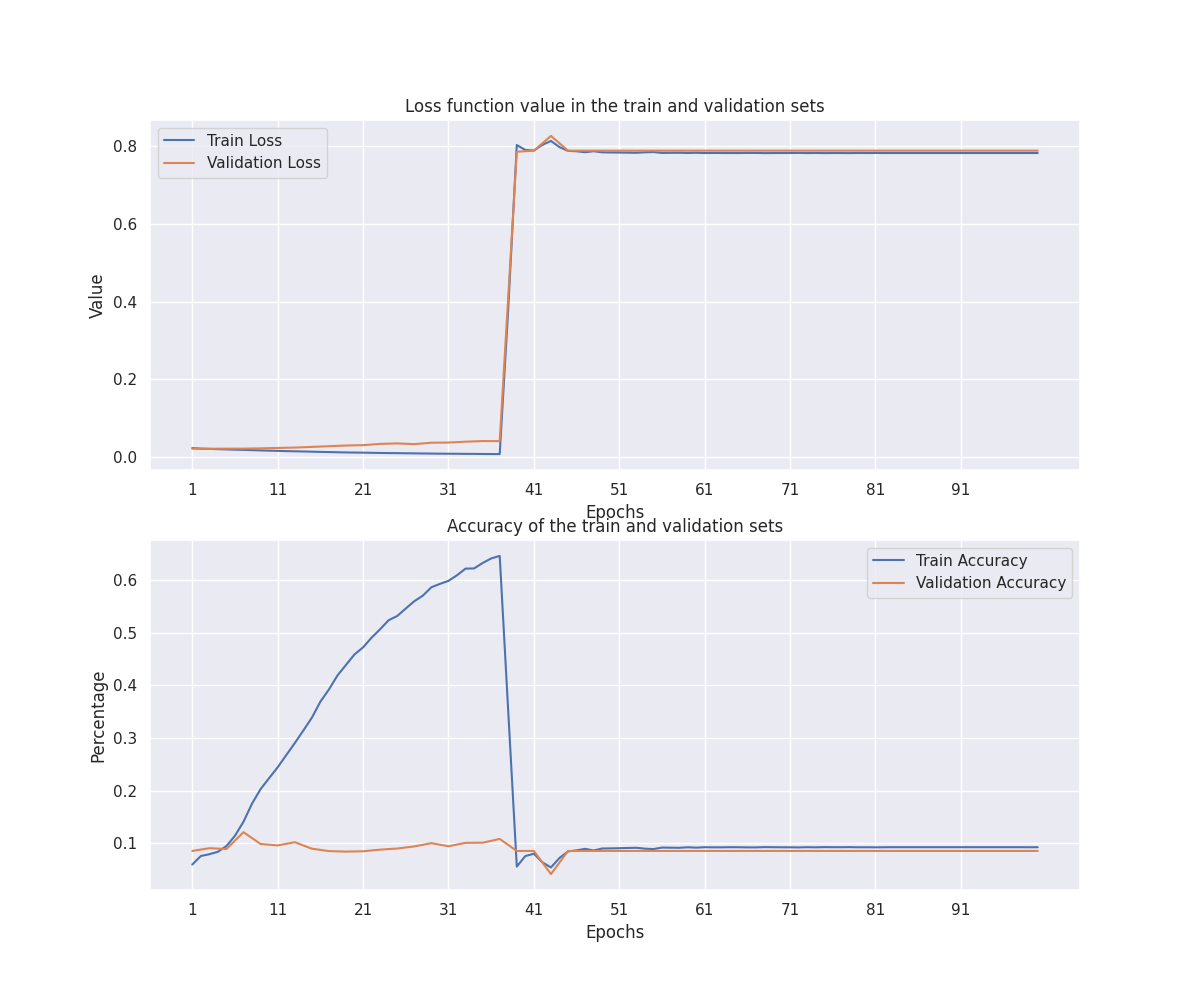 Loss function value in the train and validation sets
Train Loss
Validation Loss
Value
0.8
0.6
0.4
0.2
0.0
1 11 21 31 41 51 61 71 81 91
Epochs
Accuracy of the train and validation sets
Train Accuracy
Validation Accuracy
Percentage
0.6
0.5
0.4
0.3
0.2
0.1
1 11 21 31 41 51 61 71 81 91
Epochs